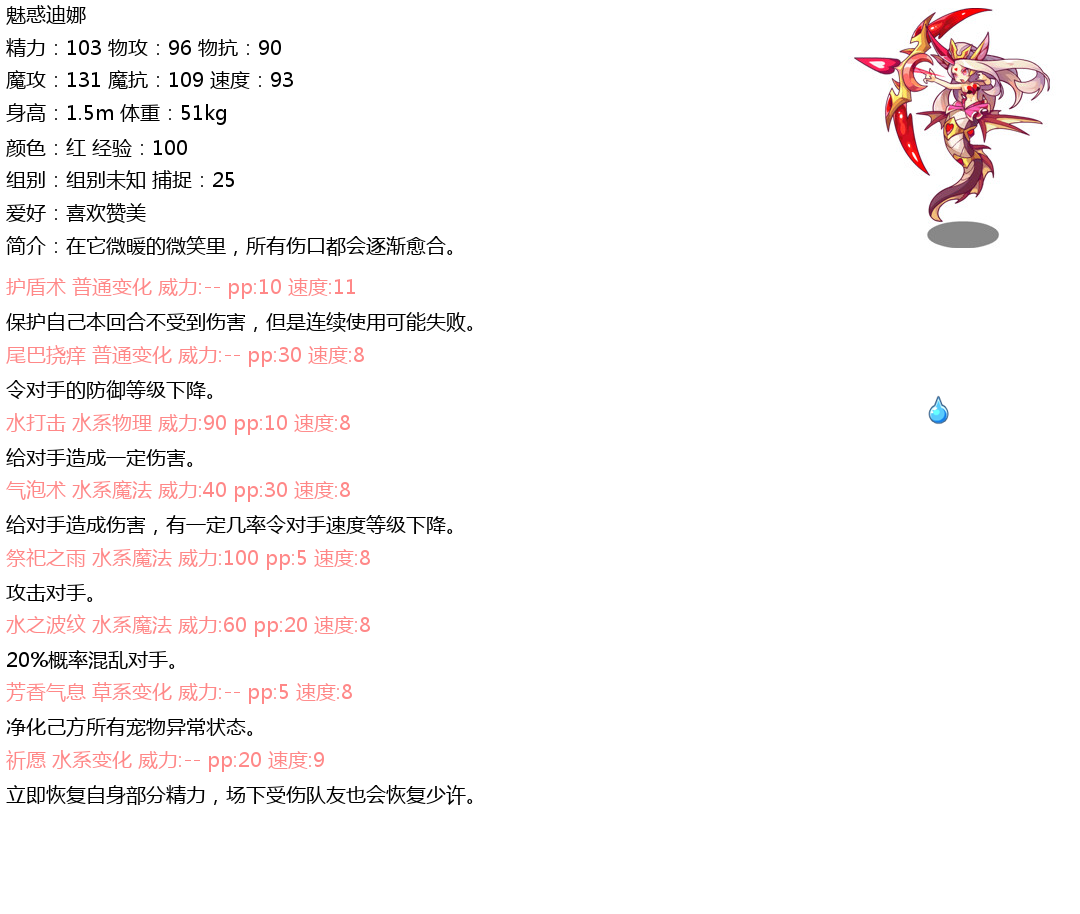 魅惑迪娜
精力：103 物攻：96 物抗：90
魔攻：131 魔抗：109 速度：93
身高：1.5m 体重：51kg
颜色：红 经验：100
组别：组别未知 捕捉：25
爱好：喜欢赞美
简介：在它微暖的微笑里，所有伤口都会逐渐愈合。
护盾术 普通变化 威力:-- pp:10 速度:11
保护自己本回合不受到伤害，但是连续使用可能失败。
尾巴挠痒 普通变化 威力:-- pp:30 速度:8
令对手的防御等级下降。
水打击 水系物理 威力:90 pp:10 速度:8
给对手造成一定伤害。
气泡术 水系魔法 威力:40 pp:30 速度:8
给对手造成伤害，有一定几率令对手速度等级下降。
祭祀之雨 水系魔法 威力:100 pp:5 速度:8
攻击对手。
水之波纹 水系魔法 威力:60 pp:20 速度:8
20%概率混乱对手。
芳香气息 草系变化 威力:-- pp:5 速度:8
净化己方所有宠物异常状态。
祈愿 水系变化 威力:-- pp:20 速度:9
立即恢复自身部分精力，场下受伤队友也会恢复少许。